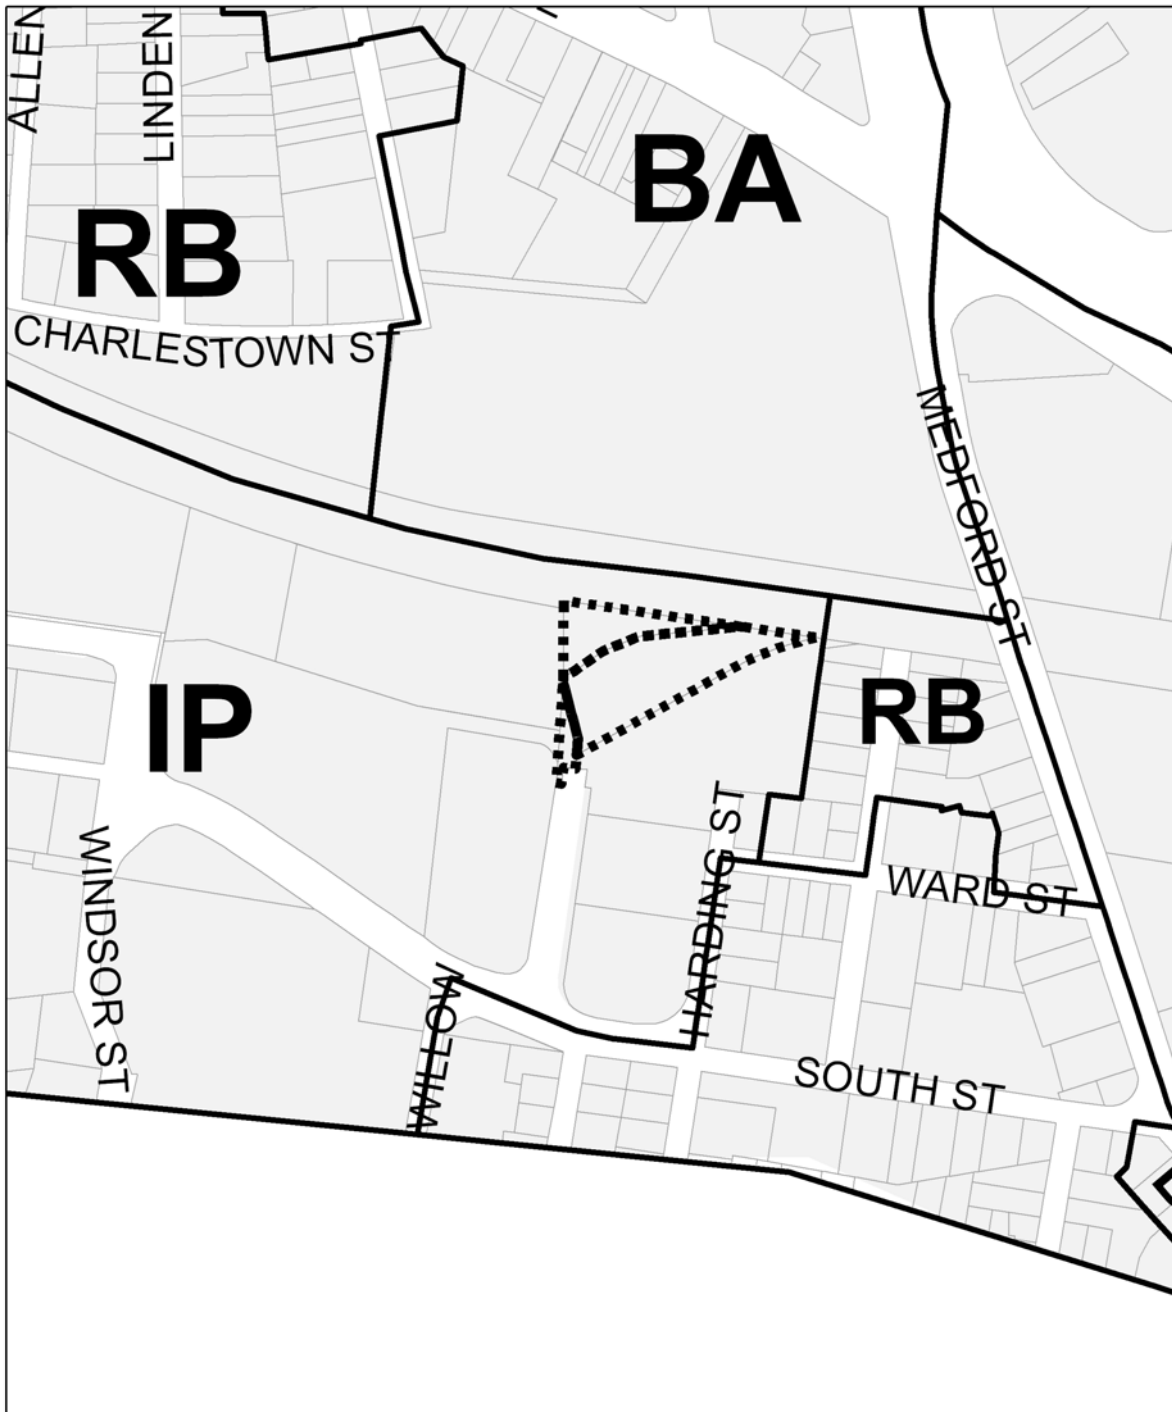 ALLEN
LINDEN
BA
RB
CHARLESTOWN ST
MEDFORD ST
IP
RB
HARDING ST
WARD ST
WINDSOR ST
WILLOW
SOUTH ST